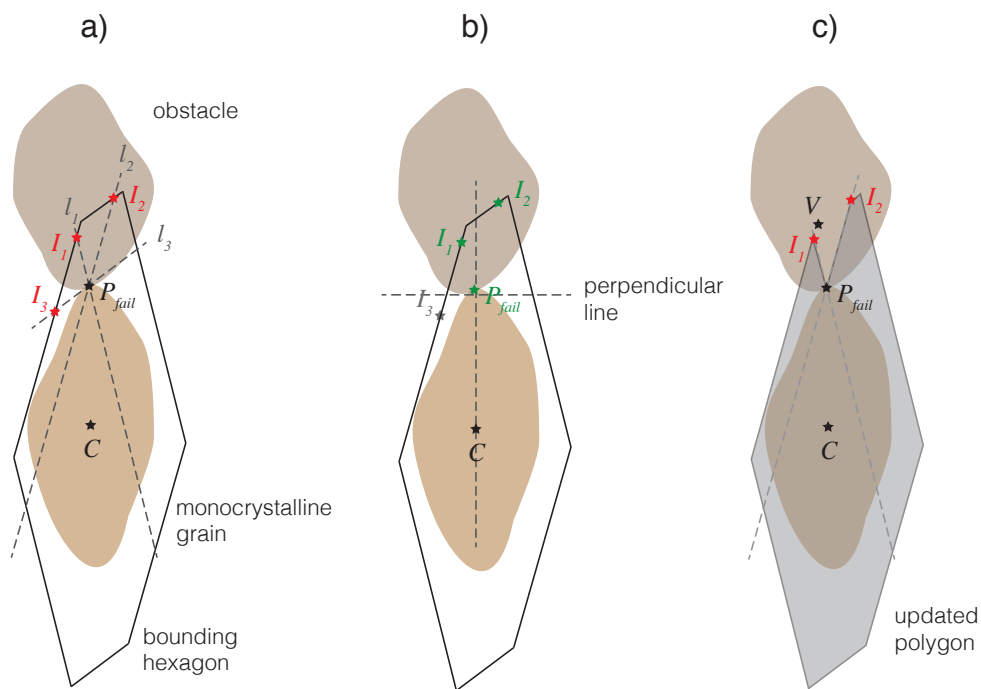 a)
obstacle
l1
l2
l3
I1
I2
I3
Pfail
C
monocrystalline
grain
bounding
hexagon
b)
I1
I2
I3
Pfail
perpendicular
line
C
c)
V
I1
I2
Pfail
C
updated
polygon